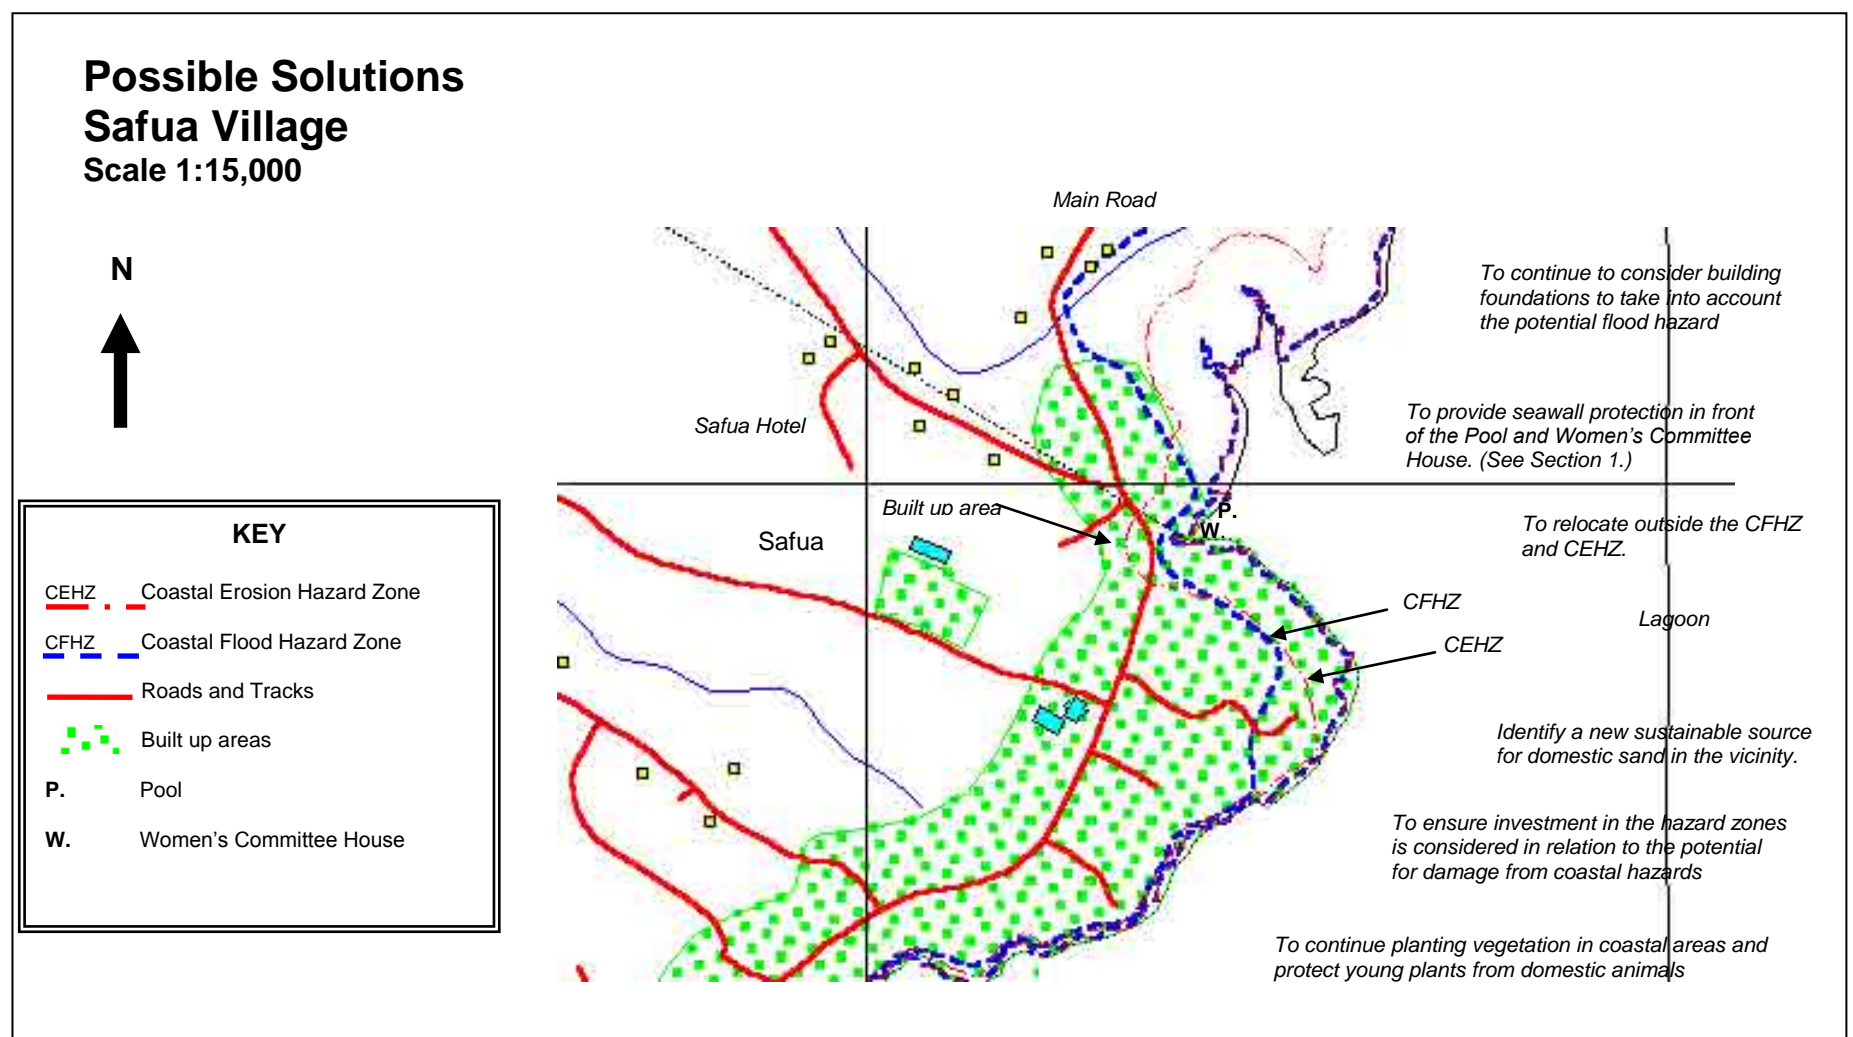 Possible Solutions
Safua Village
Scale 1:15,000
N
Main Road
To continue to consider building
foundations to take into account
the potential flood hazard
Safua Hotel
To provide seawall protection in front
of the Pool and Women's Committee
House. (See Section 1.)
Built up area
P.
W.
Safua
To relocate outside the CFHZ
and CEHZ.
CFHZ
Lagoon
CEHZ
Identify a new sustainable source
for domestic sand in the vicinity.
To ensure investment in the hazard zones
is considered in relation to the potential
for damage from coastal hazards
To continue planting vegetation in coastal areas and
protect young plants from domestic animals
KEY
CEHZ Coastal Erosion Hazard Zone
CFHZ Coastal Flood Hazard Zone
Roads and Tracks
Built up areas
P. Pool
W. Women's Committee House